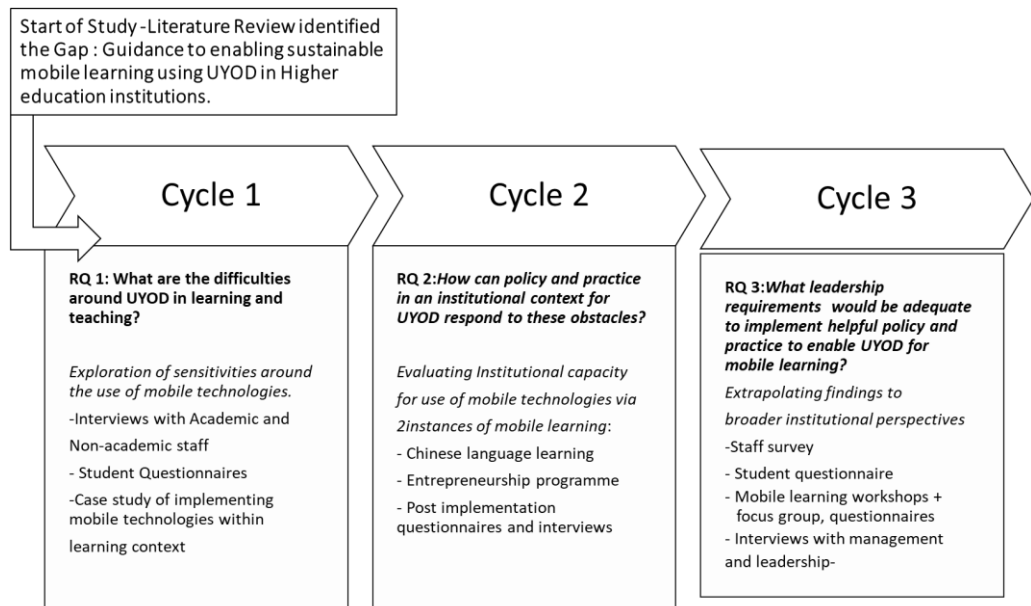 Start of Study -Literature Review identified
the Gap : Guidance to enabling sustainable
mobile learning using UYOD in Higher
education institutions.
Cycle 1
RQ 1: What are the difficulties
around UYOD in learning and
teaching?
Exploration of sensitivities around
the use of mobile technologies.
-Interviews with Academic and
Non-academic staff
- Student Questionnaires
-Case study of implementing
mobile technologies within
learning context
Cycle 2
RQ 2:How can policy and practice
in an institutional context for
UYOD respond to these obstacles?
Evaluating Institutional capacity
for use of mobile technologies via
2instances of mobile learning:
- Chinese language learning
- Entrepreneurship programme
- Post implementation
questionnaires and interviews
Cycle 3
RQ 3:What leadership
requirements would be adequate
to implement helpful policy and
practice to enable UYOD for
mobile learning?
Extrapolating findings to
broader institutional perspectives
-Staff survey
- Student questionnaire
- Mobile learning workshops +
focus group, questionnaires
- Interviews with management
and leadership-